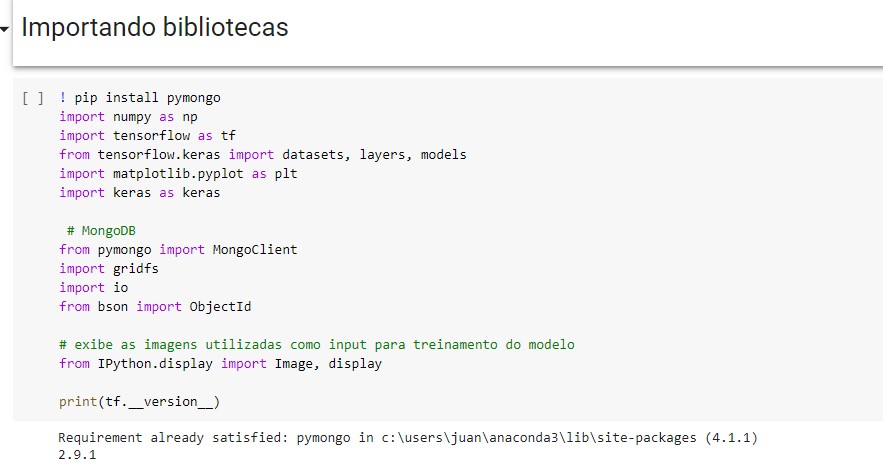 Importando bibliotecas
[ ] ! pip install pymongo
import numpy as np
import tensorflow as tf
from tensorflow.keras import datasets, layers, models
import matplotlib.pyplot as plt
import keras as keras
# MongoDB
from pymongo import MongoClient
import gridfs
import io
from bson import ObjectId
# exibe as imagens utilizadas como input para treinamento do modelo
from IPython.display import Image, display
print(tf.__version__)
Requirement already satisfied: pymongo in c:\users\juan\anaconda3\lib\site-packages (4.1.1)
2.9.1